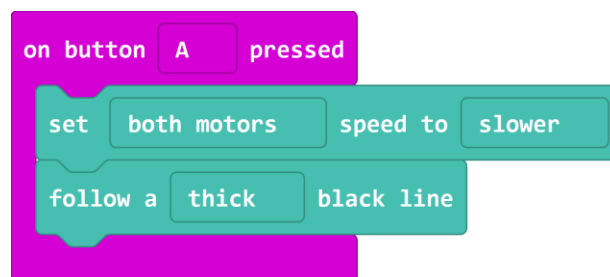 on button A pressed
set both motors speed to slower
follow a thick black line